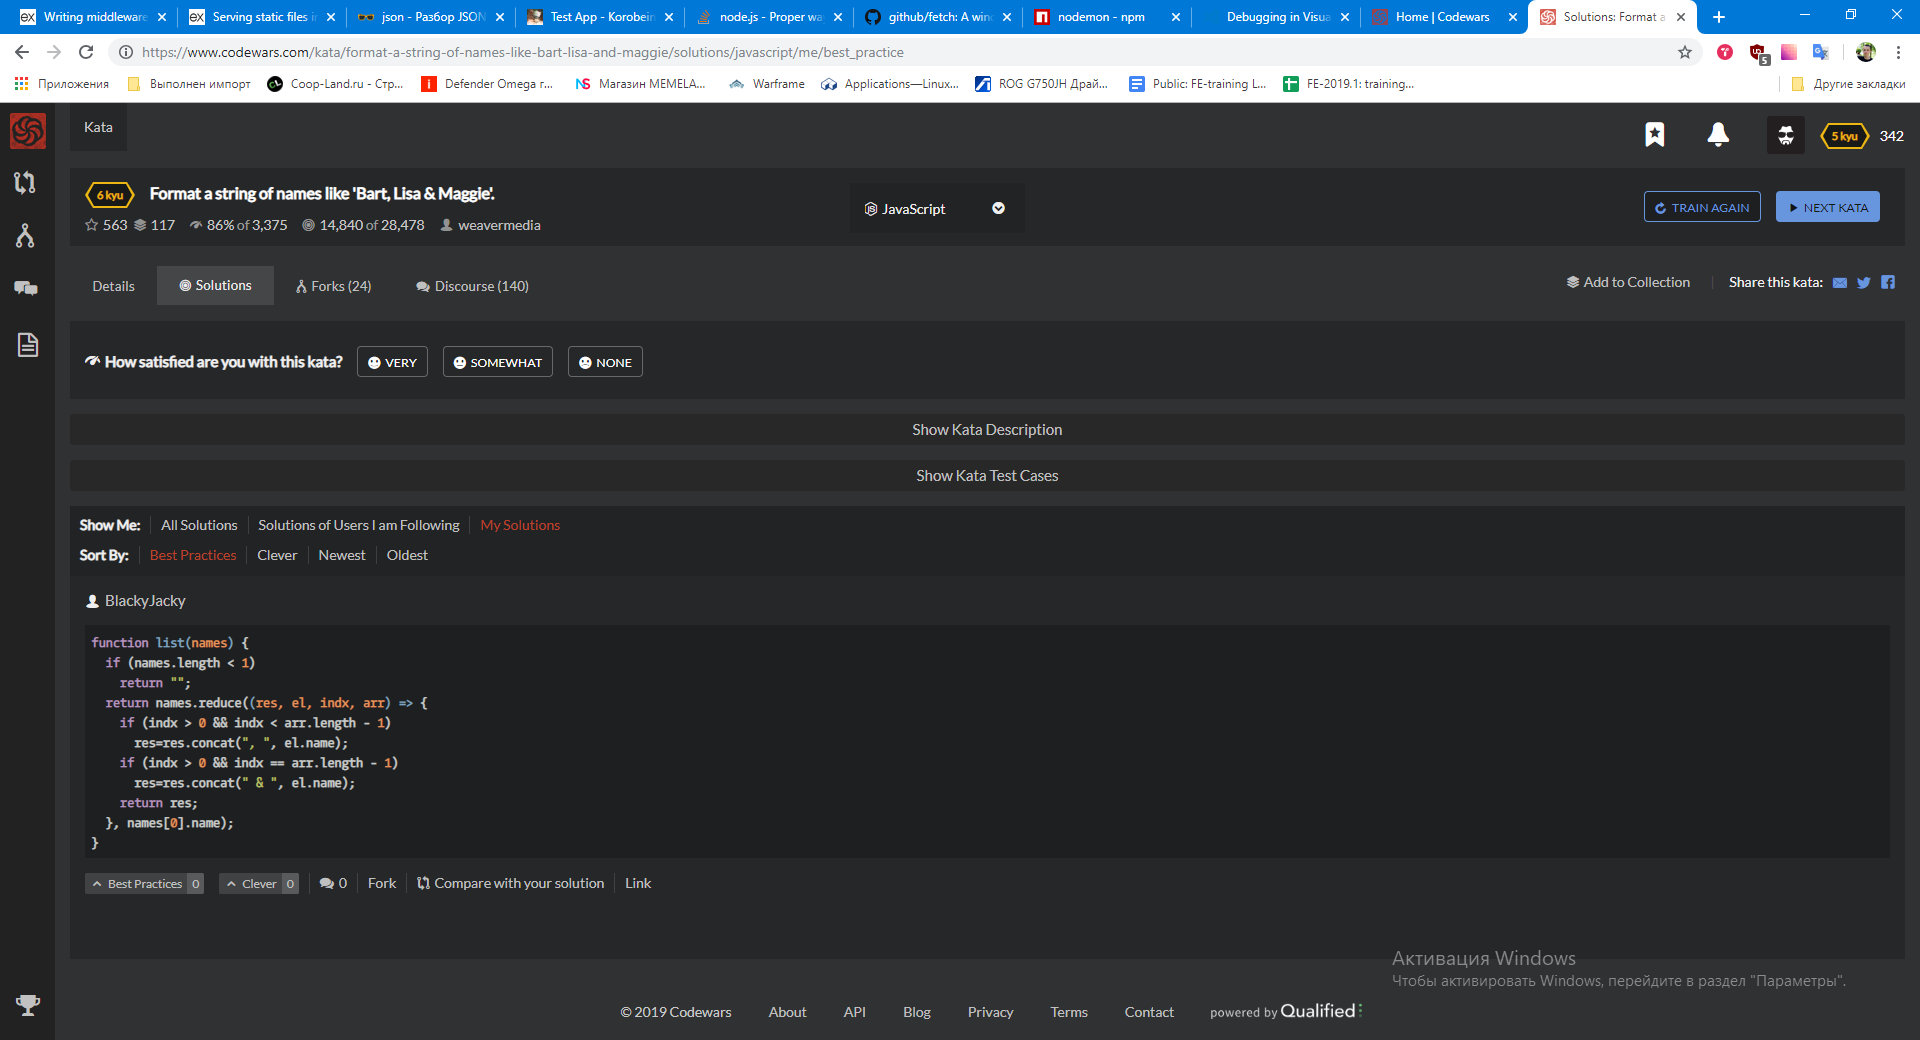 Writing middleware
Serving static files in
json - Разбор JSON
Test App - Korobein
node.js - Proper wa
github/fetch: A win
nodemon - npm
Debugging in Visua
Home | Codewars
Solutions: Format a
https://www.codewars.com/kata/format-a-string-of-names-like-bart-lisa-and-maggie/solutions/javascript/me/best_practice
5
Приложения
Выполнен импорт
Coop-Land.ru - Стр...
Defender Omega г...
Магазин MEMELA...
Warframe
Applications—Linux...
ROG G750JH Драй...
Public: FE-training L...
FE-2019.1: training...
Другие закладки
Kata
5 kyu
342
6 kyu
Format a string of names like 'Bart, Lisa & Maggie'.
563 117 86% of 3,375 14,840 of 28,478 weavermedia
JavaScript
TRAIN AGAIN
NEXT KATA
Details
Solutions
Forks (24)
Discourse (140)
Add to Collection
Share this kata:
How satisfied are you with this kata?
VERY
SOMEWHAT
NONE
Show Kata Description
Show Kata Test Cases
Show Me: All Solutions Solutions of Users I am Following My Solutions
Sort By: Best Practices Clever Newest Oldest
BlackyJacky
function list(names) {
  if (names.length < 1)
    return "";
  return names.reduce((res, el, indx, arr) => {
    if (indx > 0 && indx < arr.length - 1)
      res=res.concat(", ", el.name);
    if (indx > 0 && indx == arr.length - 1)
      res=res.concat(" & ", el.name);
    return res;
  }, names[0].name);
}
Best Practices 0 Clever 0 0 Fork Compare with your solution Link
Активация Windows
Чтобы активировать Windows, перейдите в раздел "Параметры".
© 2019 Codewars About API Blog Privacy Terms Contact powered by Qualified